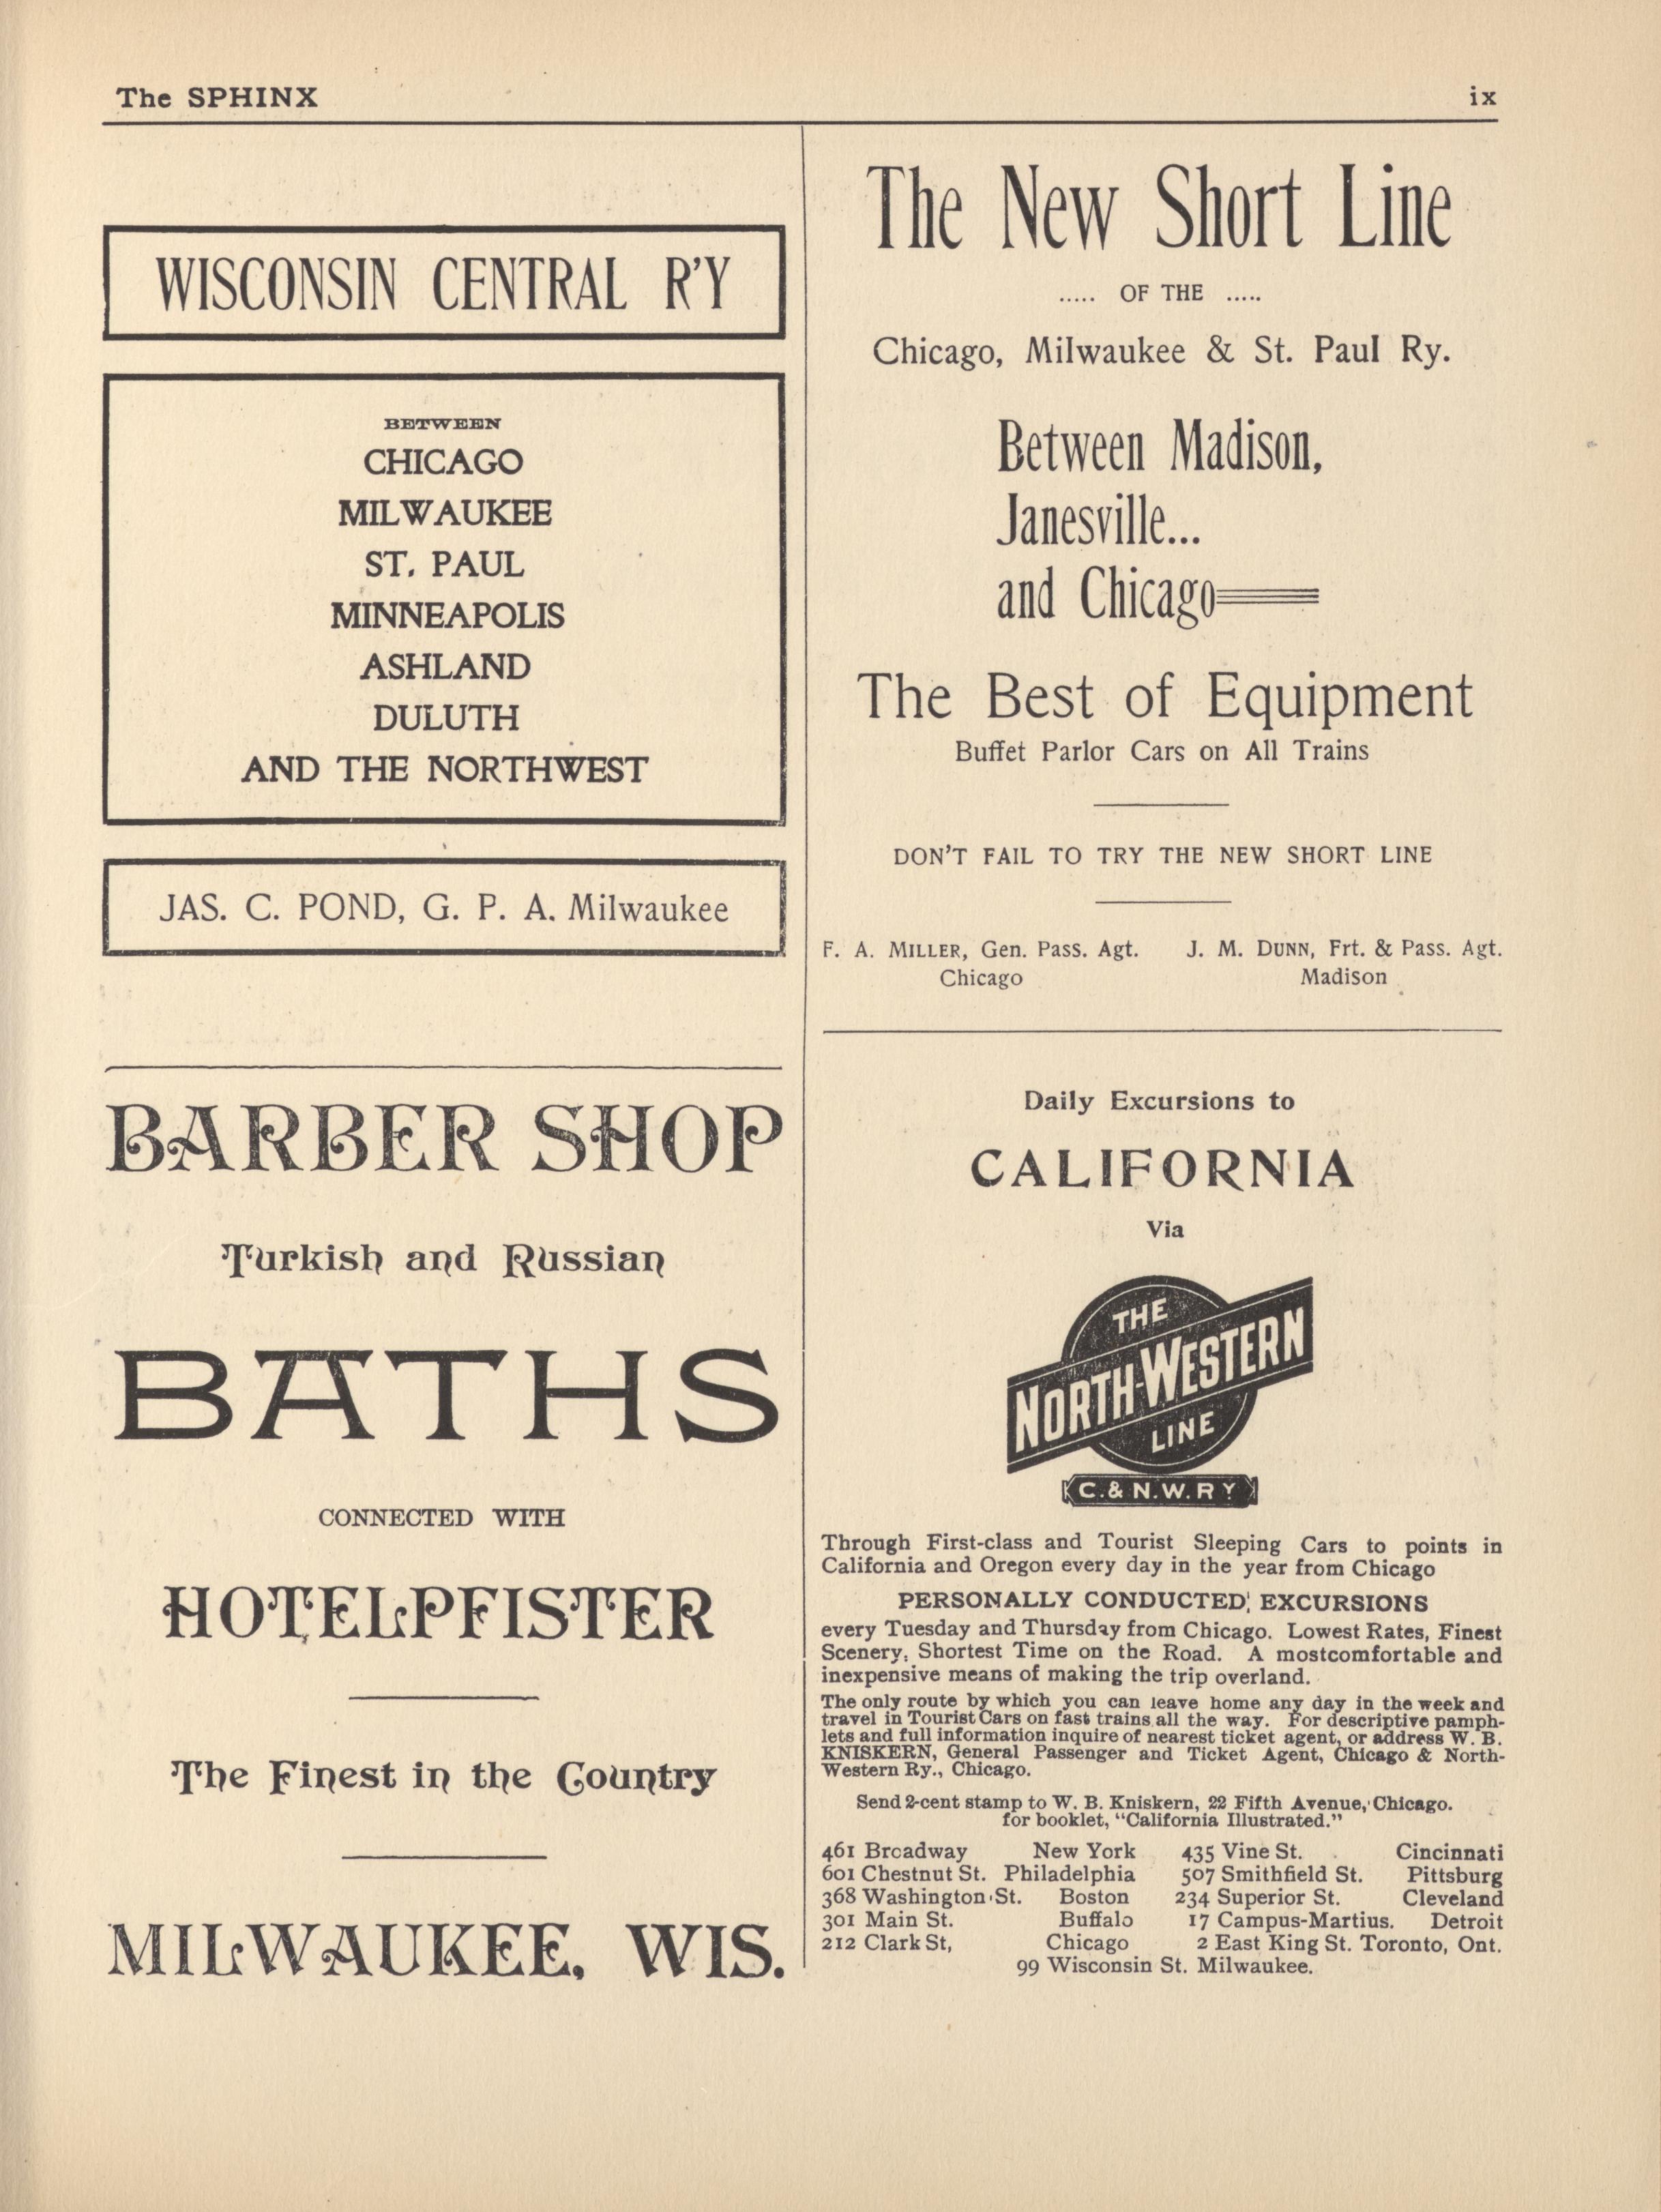 The SPHINX
ix
WISCONSIN CENTRAL R'Y
BETWEEN
CHICAGO
MILWAUKEE
ST. PAUL
MINNEAPOLIS
ASHLAND
DULUTH
AND THE NORTHWEST
JAS. C. POND, G. P. A. Milwaukee
BARBER SHOP
Turkish and Russian
BATHS
CONNECTED WITH
HOTEL PFISTER
The Finest in the Country
MILWAUKEE, WIS.
The New Short Line
..... OF THE .....
Chicago, Milwaukee & St. Paul Ry.
Between Madison,
Janesville...
and Chicago
The Best of Equipment
Buffet Parlor Cars on All Trains
DON'T FAIL TO TRY THE NEW SHORT LINE
F. A. MILLER, Gen. Pass. Agt. J. M. DUNN, Frt. & Pass. Agt.
Chicago Madison
Daily Excursions to
CALIFORNIA
Via
THE
NORTH-WESTERN
LINE
C. & N. W. RY
Through First-class and Tourist Sleeping Cars to points in
California and Oregon every day in the year from Chicago
PERSONALLY CONDUCTED EXCURSIONS
every Tuesday and Thursday from Chicago. Lowest Rates, Finest
Scenery, Shortest Time on the Road. A mostcomfortable and
inexpensive means of making the trip overland.
The only route by which you can leave home any day in the week and
travel in Tourist Cars on fast trains all the way. For descriptive pamph-
lets and full information inquire of nearest ticket agent, or address W. B.
KNISKERN, General Passenger and Ticket Agent, Chicago & North-
Western Ry., Chicago.
Send 2-cent stamp to W. B. Kniskern, 22 Fifth Avenue, Chicago.
for booklet, "California Illustrated."
461 Broadway New York 435 Vine St. Cincinnati
601 Chestnut St. Philadelphia 507 Smithfield St. Pittsburg
368 Washington St. Boston 234 Superior St. Cleveland
301 Main St. Buffalo 17 Campus-Martius. Detroit
212 Clark St, Chicago 2 East King St. Toronto, Ont.
99 Wisconsin St. Milwaukee.